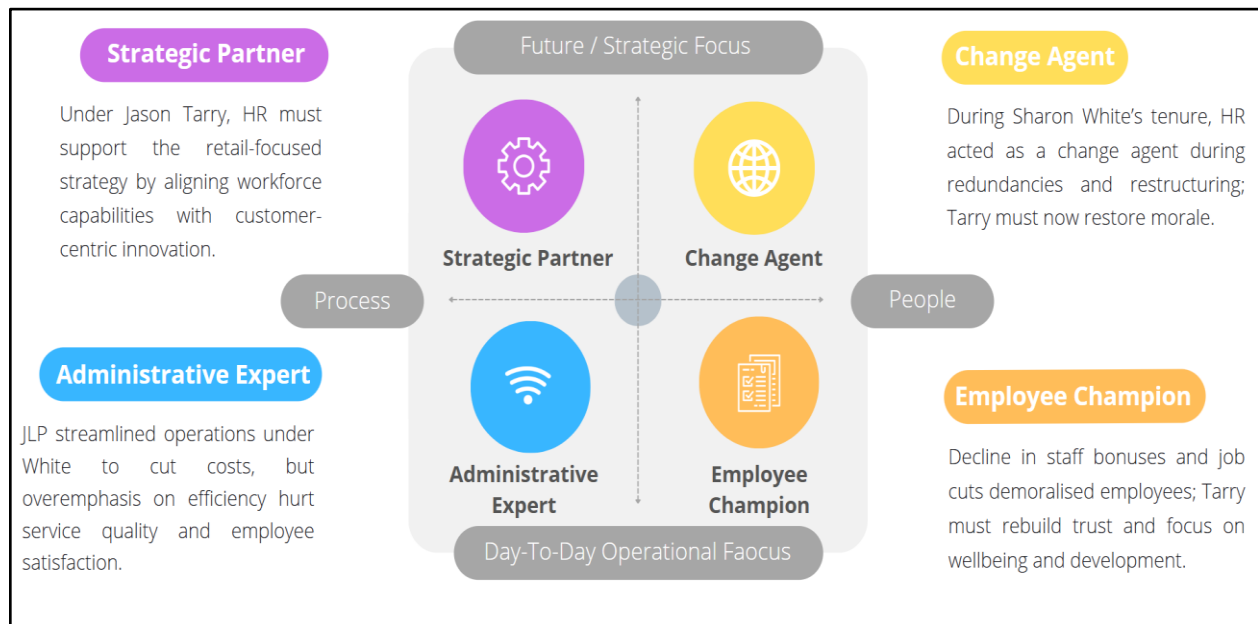 Future / Strategic Focus
Strategic Partner
Under Jason Tarry, HR must
support the retail-focused
strategy by aligning workforce
capabilities with customer-
centric innovation.
Change Agent
During Sharon White’s tenure, HR
acted as a change agent during
redundancies and restructuring;
Tarry must now restore morale.
Strategic Partner
Change Agent
Process
People
Administrative Expert
JLP streamlined operations under
White to cut costs, but
overemphasis on efficiency hurt
service quality and employee
satisfaction.
Administrative
Expert
Employee
Champion
Employee Champion
Decline in staff bonuses and job
cuts demoralised employees; Tarry
must rebuild trust and focus on
wellbeing and development.
Day-To-Day Operational Faocus